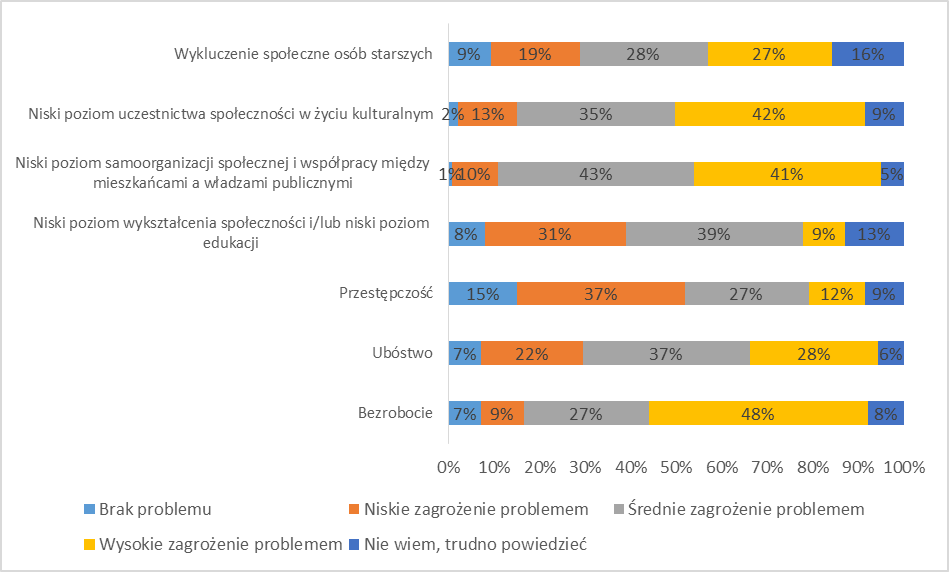 Wykluczenie społeczne osób starszych
9% 19% 28% 27% 16%
Niski poziom uczestnictwa społeczności w życiu kulturalnym
2% 13% 35% 42% 9%
Niski poziom samoorganizacji społecznej i współpracy między
mieszkańcami a władzami publicznymi
1% 10% 43% 41% 5%
Niski poziom wykształcenia społeczności i/lub niski poziom
edukacji
8% 31% 39% 9% 13%
Przestępczość
15% 37% 27% 12% 9%
Ubóstwo
7% 22% 37% 28% 6%
Bezrobocie
7% 9% 27% 48% 8%
0% 10% 20% 30% 40% 50% 60% 70% 80% 90% 100%
Brak problemu Niskie zagrożenie problemem Średnie zagrożenie problemem
Wysokie zagrożenie problemem Nie wiem, trudno powiedzieć